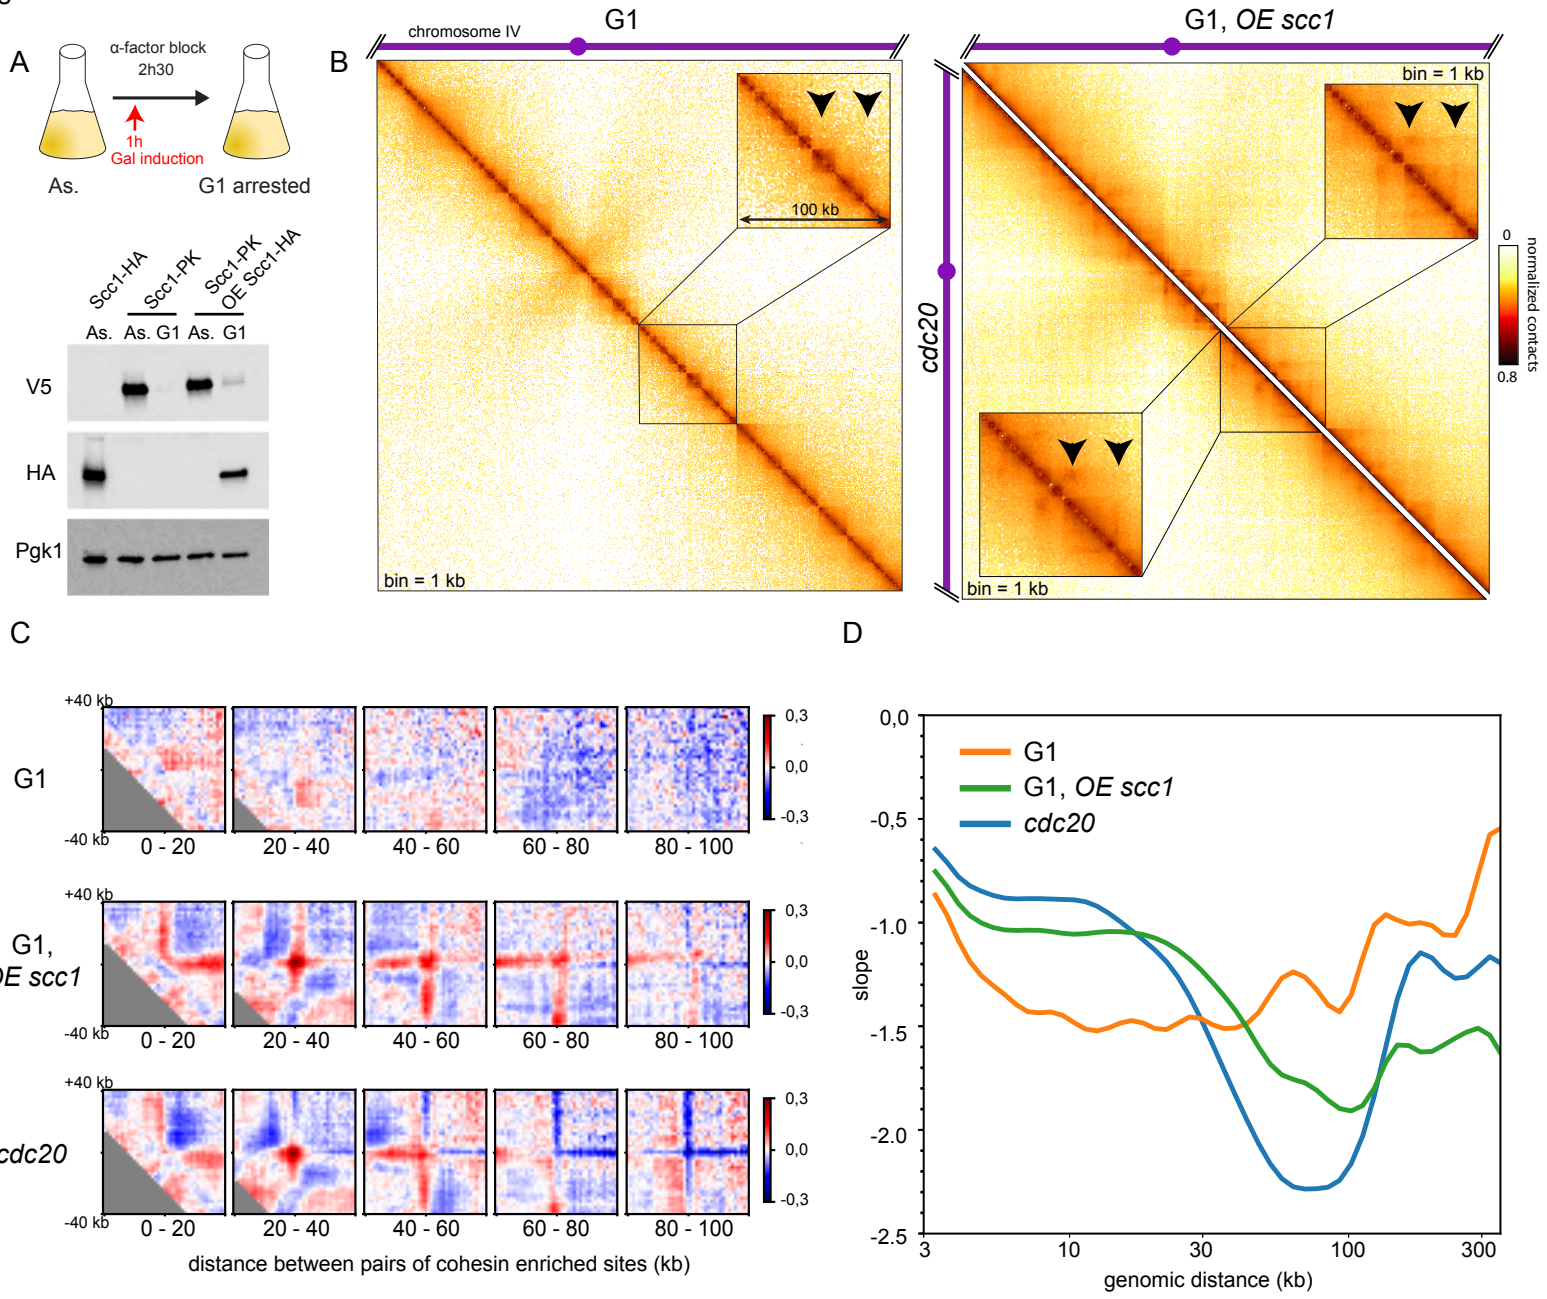 A
α-factor block
2h30
1h
Gal induction
As.
G1 arrested
Scc1-HA
Scc1-PK
Scc1-PK
OE Scc1-HA
As. As. G1 As. G1
V5
HA
Pgk1
B
chromosome IV
G1
100 kb
bin = 1 kb
G1, OE scc1
bin = 1 kb
cdc20
bin = 1 kb
0
normalized contacts
0.8
C
+40 kb
G1
-40 kb
0 - 20
20 - 40
40 - 60
60 - 80
80 - 100
0,3
0,0
-0,3
+40 kb
G1,
OE scc1
-40 kb
0 - 20
20 - 40
40 - 60
60 - 80
80 - 100
0,3
0,0
-0,3
+40 kb
cdc20
-40 kb
0 - 20
20 - 40
40 - 60
60 - 80
80 - 100
0,3
0,0
-0,3
distance between pairs of cohesin enriched sites (kb)
D
0,0
-0,5
-1.0
-1.5
-2.0
-2.5
slope
G1
G1, OE scc1
cdc20
3
10
30
100
300
genomic distance (kb)